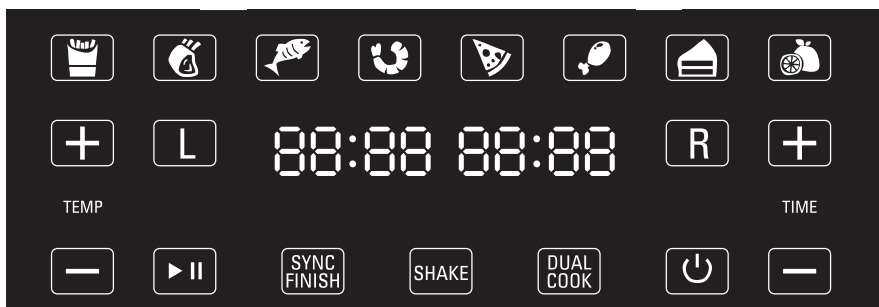 L 88:88 88:88 R
TEMP TIME
SYNC
FINISH
SHAKE
DUAL
COOK